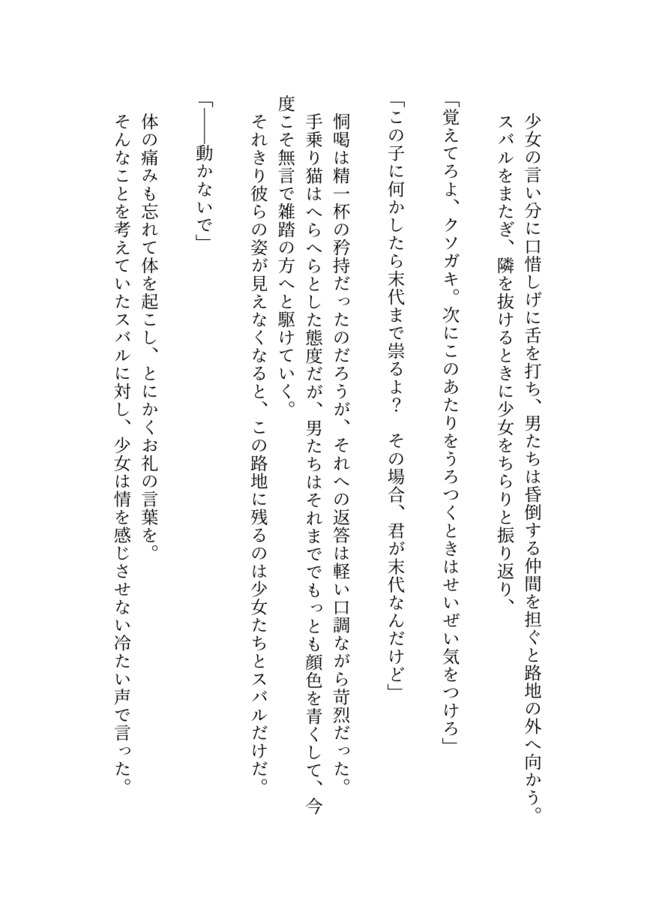 少女の言い分に口惜しげに舌を打ち、男たちは昏倒する仲間を担ぐと路地の外へ向かう。
スバルをまたぎ、隣を抜けるときに少女をちらりと振り返り、
「覚えてろよ、クソガキ。次にこのあたりをうろつくときはせいぜい気をつけろ」
「この子に何かしたら末代まで祟るよ？　その場合、君が末代なんだけど」
恫喝は精一杯の矜持だったのだろうが、それへの返答は軽い口調ながら苛烈だった。
手乗り猫はへらへらとした態度だが、男たちはそれまででもっとも顔色を青くして、今
度こそ無言で雑踏の方へと駆けていく。
それきり彼らの姿が見えなくなると、この路地に残るのは少女たちとスバルだけだ。
「――動かないで」
体の痛みも忘れて体を起こし、とにかくお礼の言葉を。
そんなことを考えていたスバルに対し、少女は情を感じさせない冷たい声で言った。